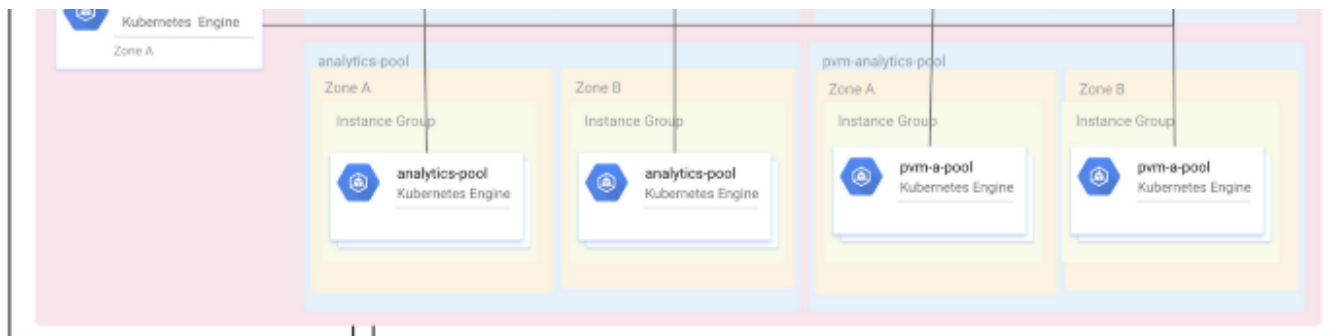 Kubernetes Engine
Zone A
analytics-pool
Zone A
Instance Group
analytics-pool
Kubernetes Engine
Zone B
Instance Group
analytics-pool
Kubernetes Engine
pvm-analytics-pool
Zone A
Instance Group
pvm-a-pool
Kubernetes Engine
Zone B
Instance Group
pvm-a-pool
Kubernetes Engine